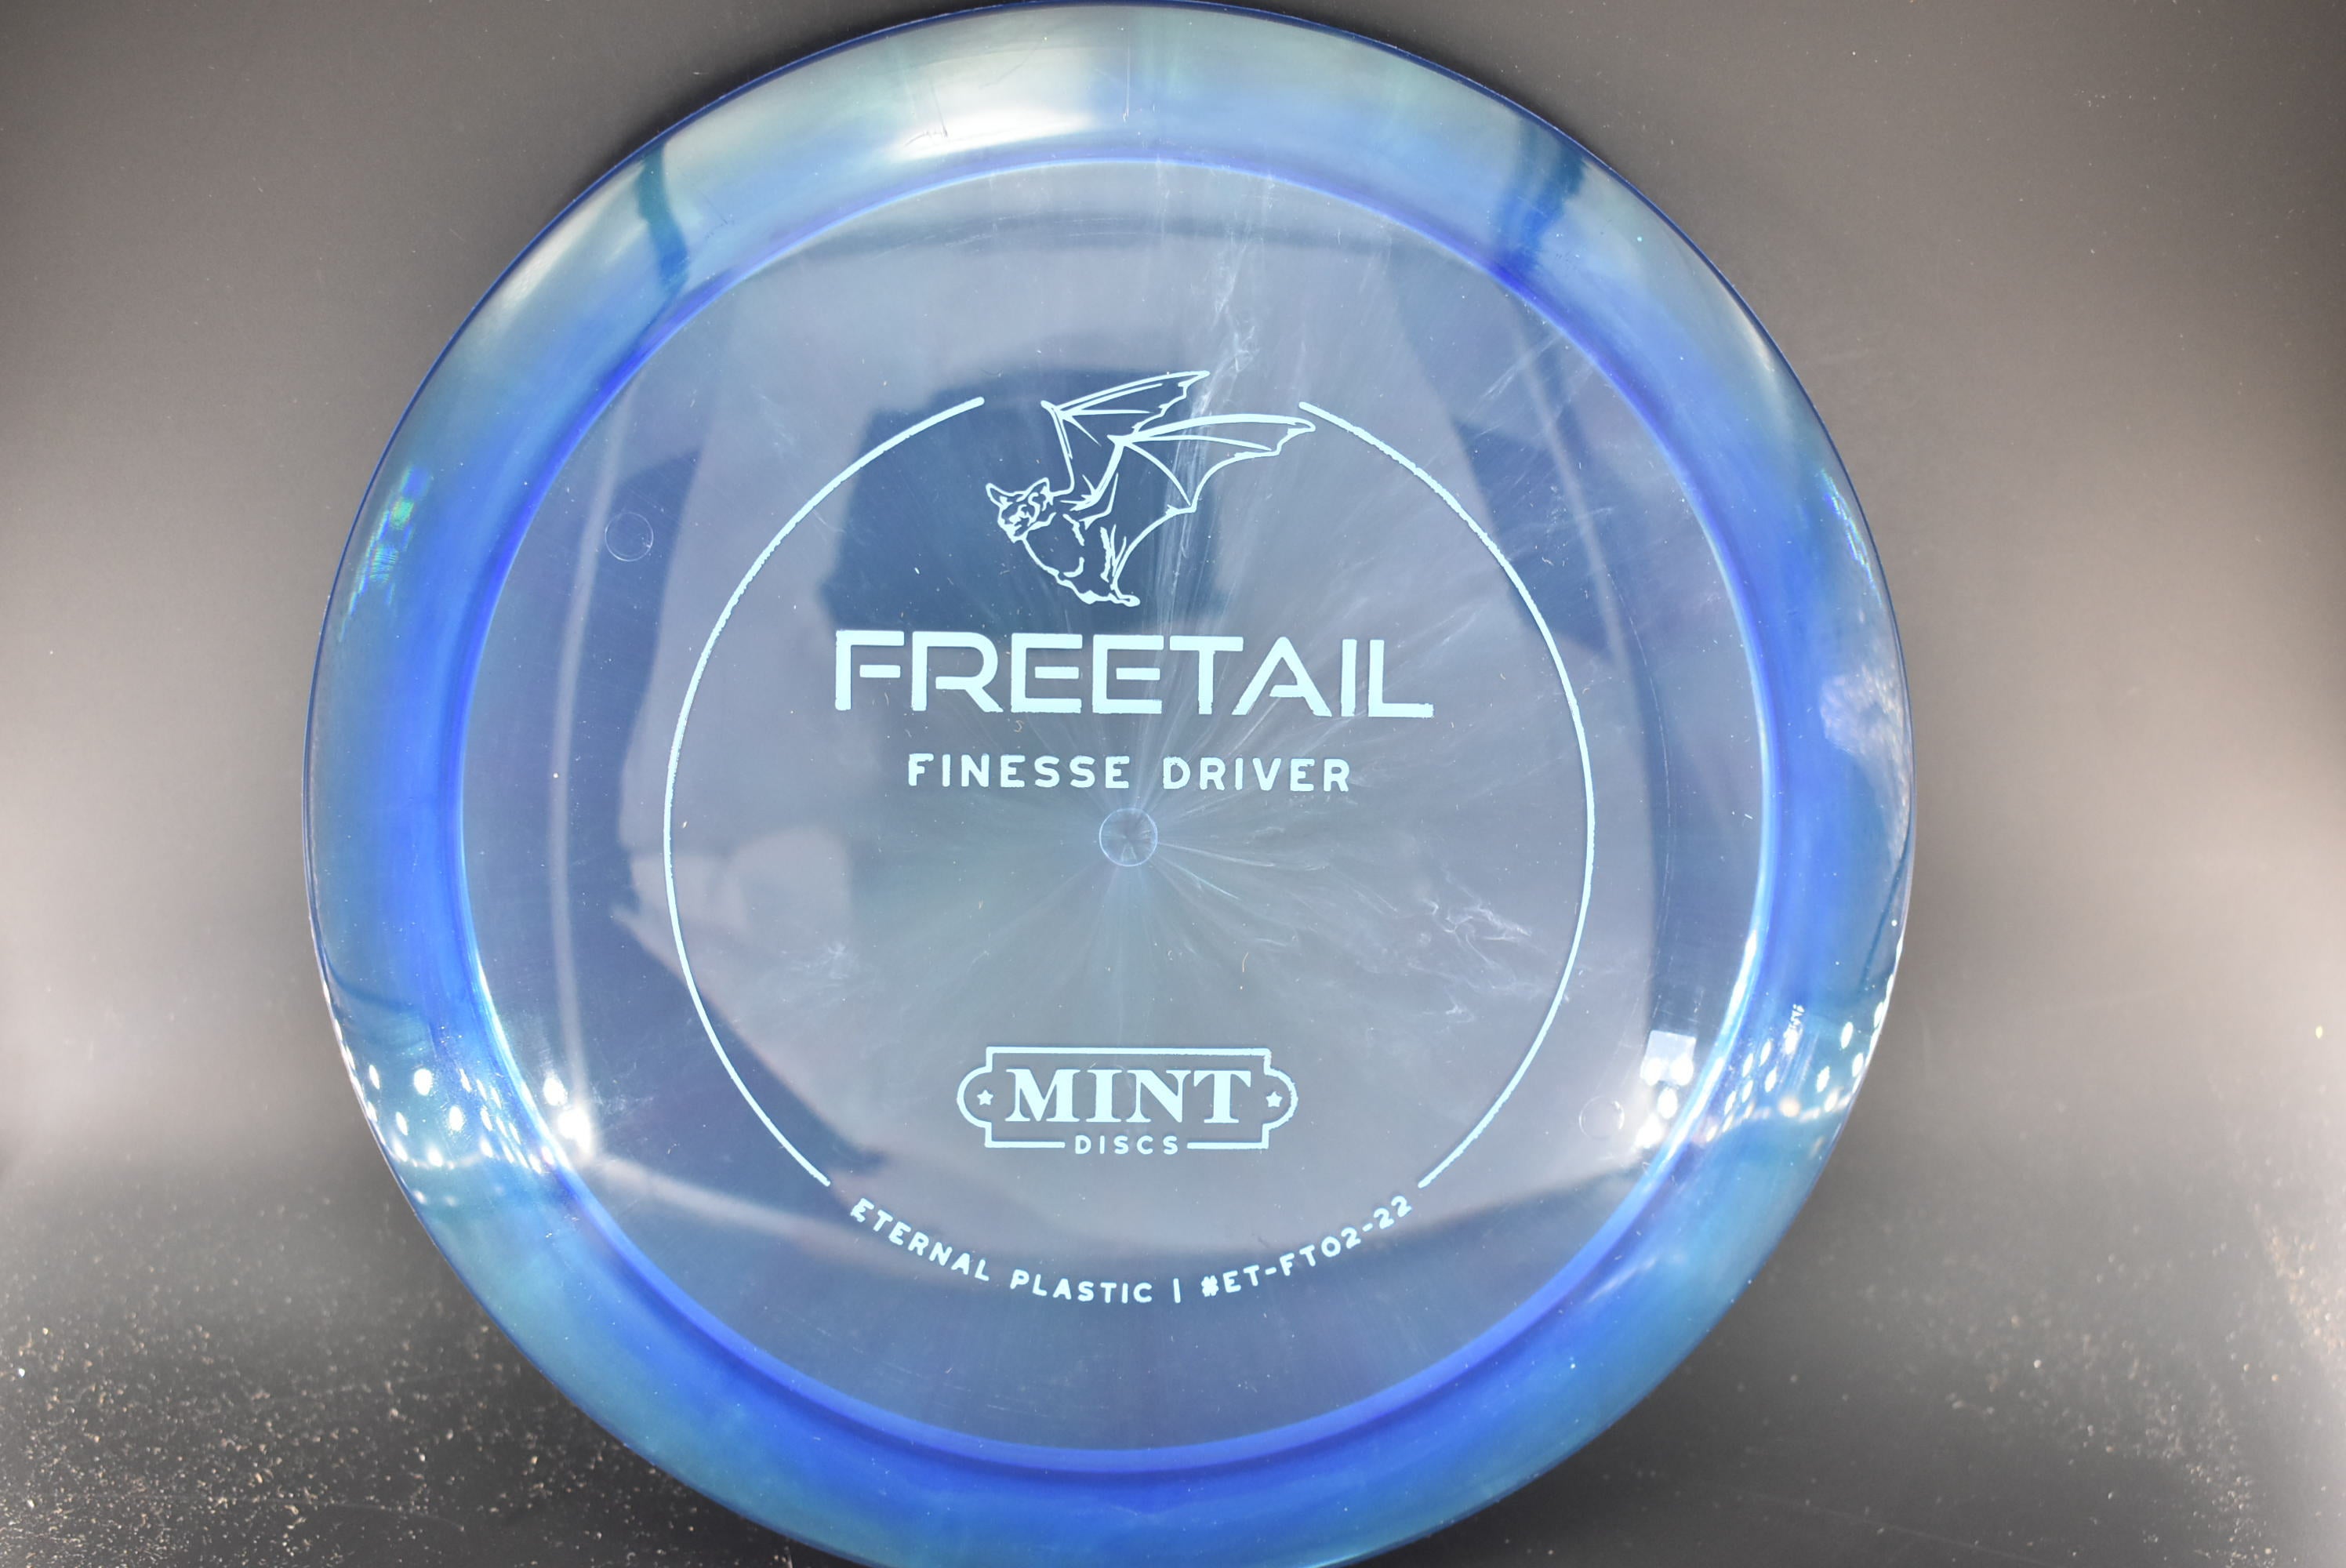 FREETAIL
FINESSE DRIVER
MINT
DISCS
ETERNAL PLASTIC | #ET-FT02-22